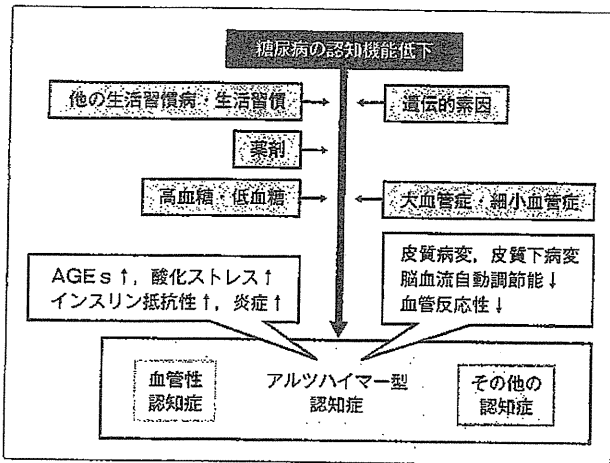 糖尿病の認知機能低下
他の生活習慣病・生活習慣
遺伝的素因
薬剤
高血糖・低血糖
大血管症・細小血管症
AGEs↑，酸化ストレス↑
インスリン抵抗性↑，炎症↑
皮質病変，皮質下病変
脳血流自動調節能↓
血管反応性↓
血管性
認知症
アルツハイマー型
認知症
その他の
認知症